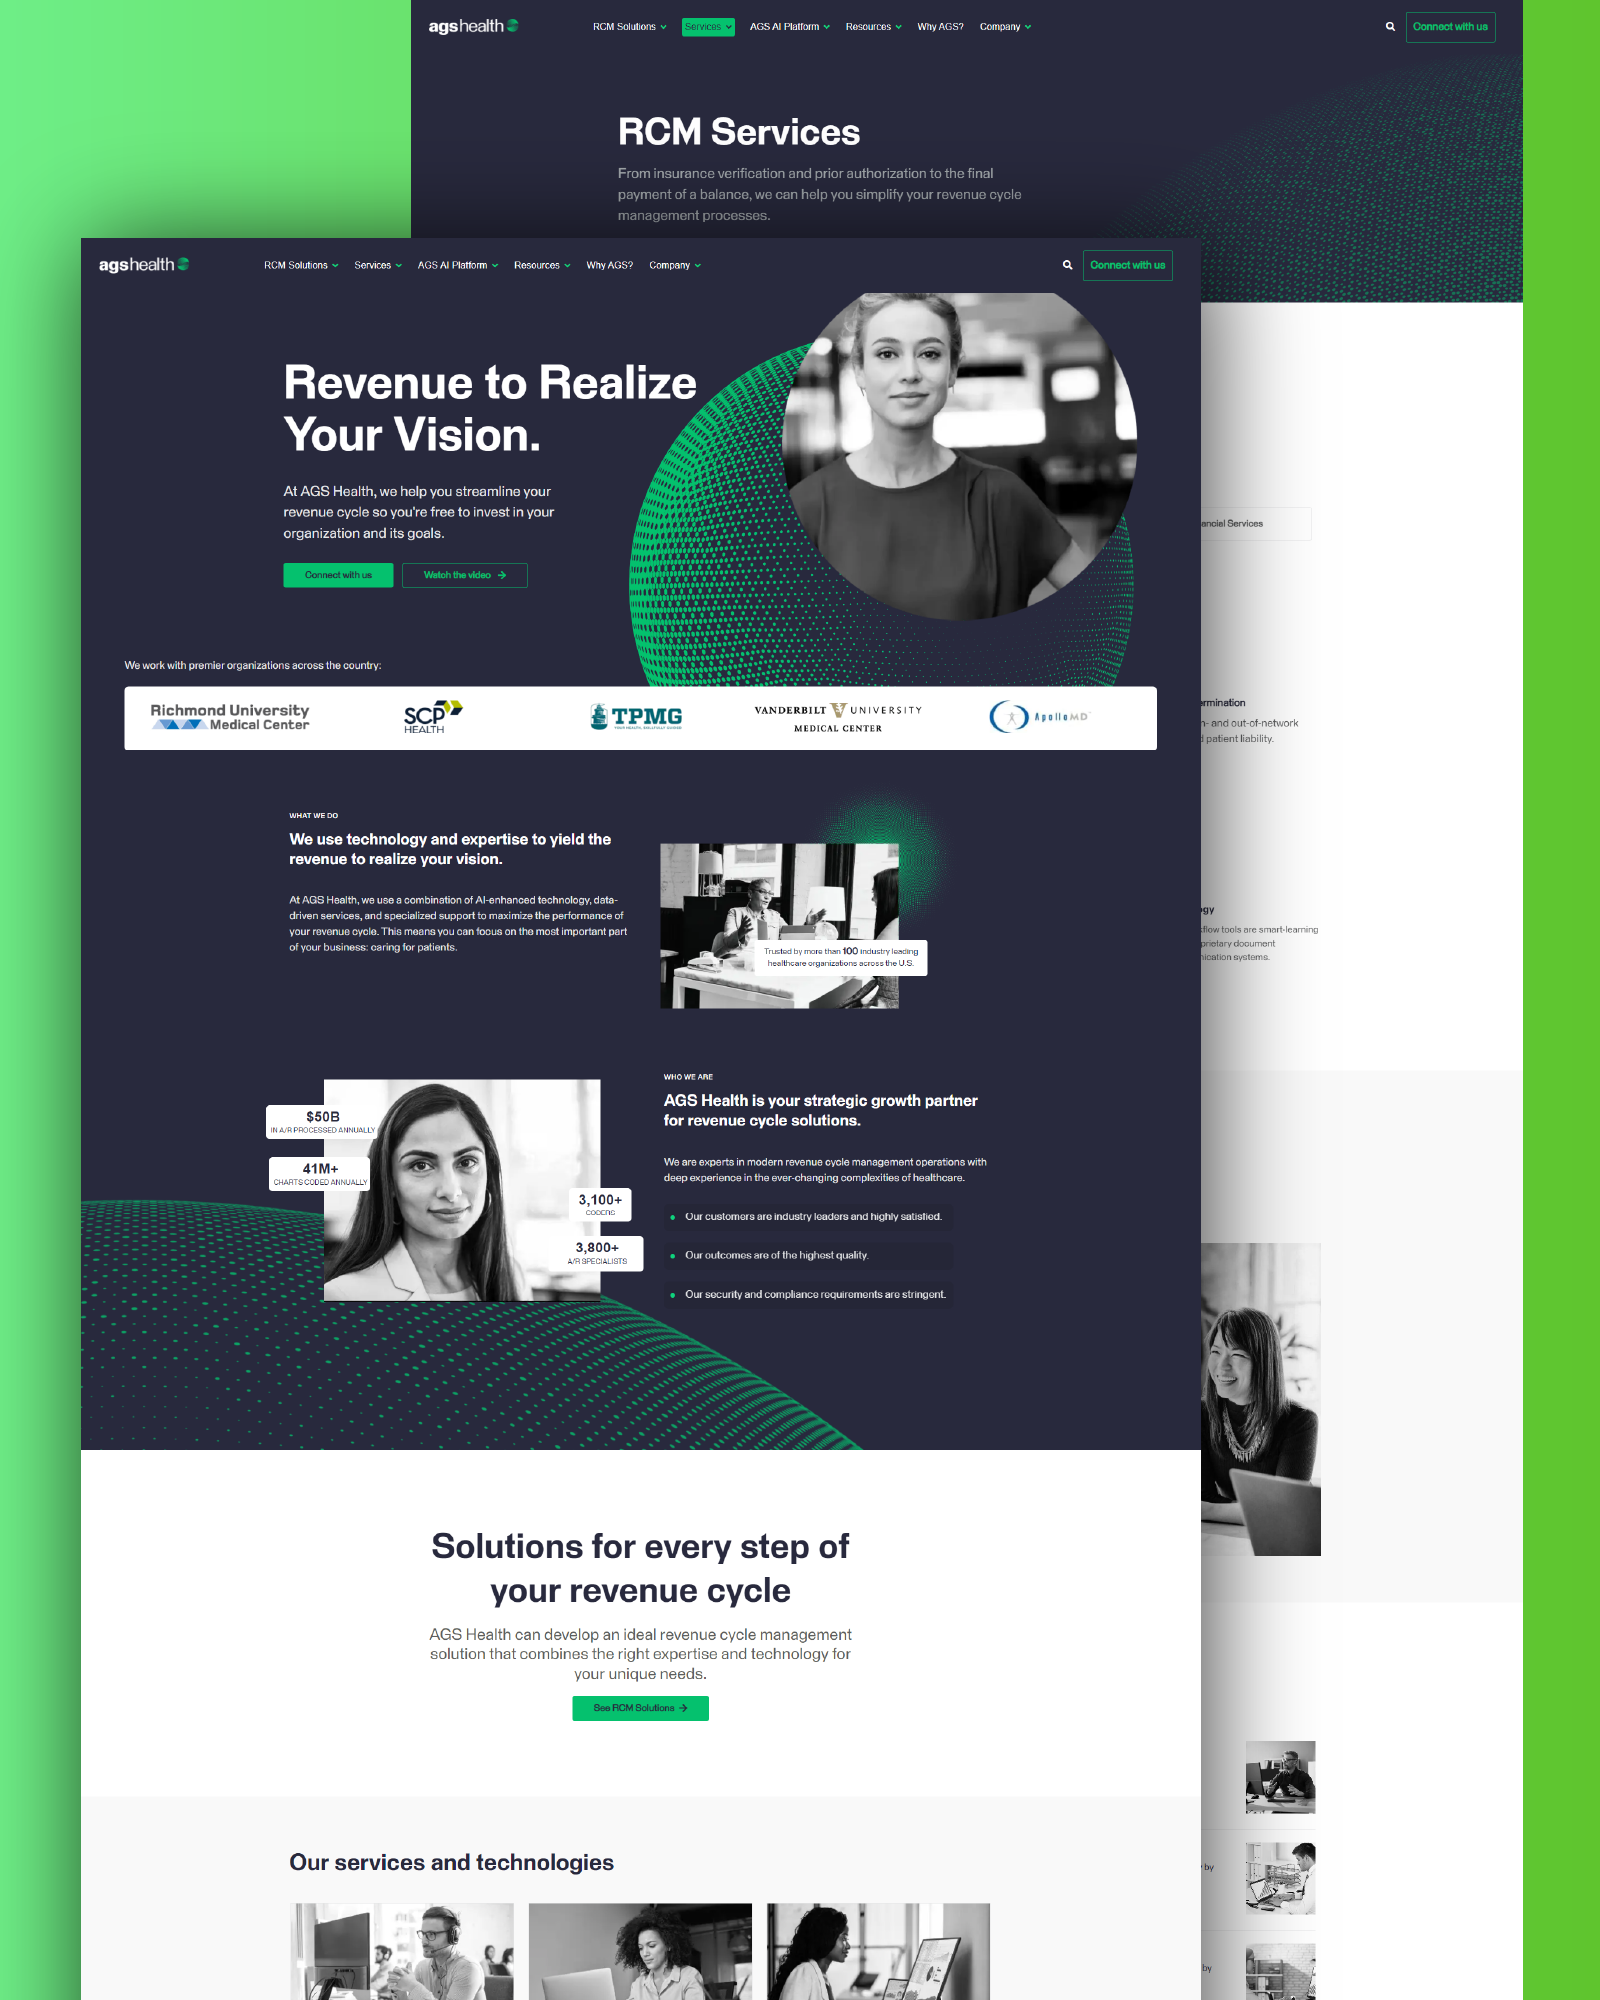 agshealth
RCM Solutions
Services
AGS AI Platform
Resources
Why AGS?
Company
Connect with us
RCM Services
From insurance verification and prior authorization to the final
payment of a balance, we can help you simplify your revenue cycle
management processes.
agshealth
RCM Solutions
Services
AGS AI Platform
Resources
Why AGS?
Company
Connect with us
Revenue to Realize
Your Vision.
At AGS Health, we help you streamline your
revenue cycle so you're free to invest in your
organization and its goals.
Connect with us
Watch the video
We work with premier organizations across the country:
Richmond University
Medical Center
SCP
HEALTH
TPMG
YOUR HEALTH, SKILLFULLY GUIDED
VANDERBILT V UNIVERSITY
MEDICAL CENTER
ApolloMD
WHAT WE DO
We use technology and expertise to yield the
revenue to realize your vision.
At AGS Health, we use a combination of AI-enhanced technology, data-
driven services, and specialized support to maximize the performance of
your revenue cycle. This means you can focus on the most important part
of your business: caring for patients.
Trusted by more than 100 industry leading
healthcare organizations across the U.S.
$50B
IN A/R PROCESSED ANNUALLY
41M+
CHARTS CODED ANNUALLY
3,100+
CODERS
3,800+
A/R SPECIALISTS
WHO WE ARE
AGS Health is your strategic growth partner
for revenue cycle solutions.
We are experts in modern revenue cycle management operations with
deep experience in the ever-changing complexities of healthcare.
Our customers are industry leaders and highly satisfied.
Our outcomes are of the highest quality.
Our security and compliance requirements are stringent.
Solutions for every step of
your revenue cycle
AGS Health can develop an ideal revenue cycle management
solution that combines the right expertise and technology for
your unique needs.
See RCM Solutions
Our services and technologies
ancial Services
ermination
n- and out-of-network
patient liability.
gy
flow tools are smart-learning
prietary document
ication systems.
by
by